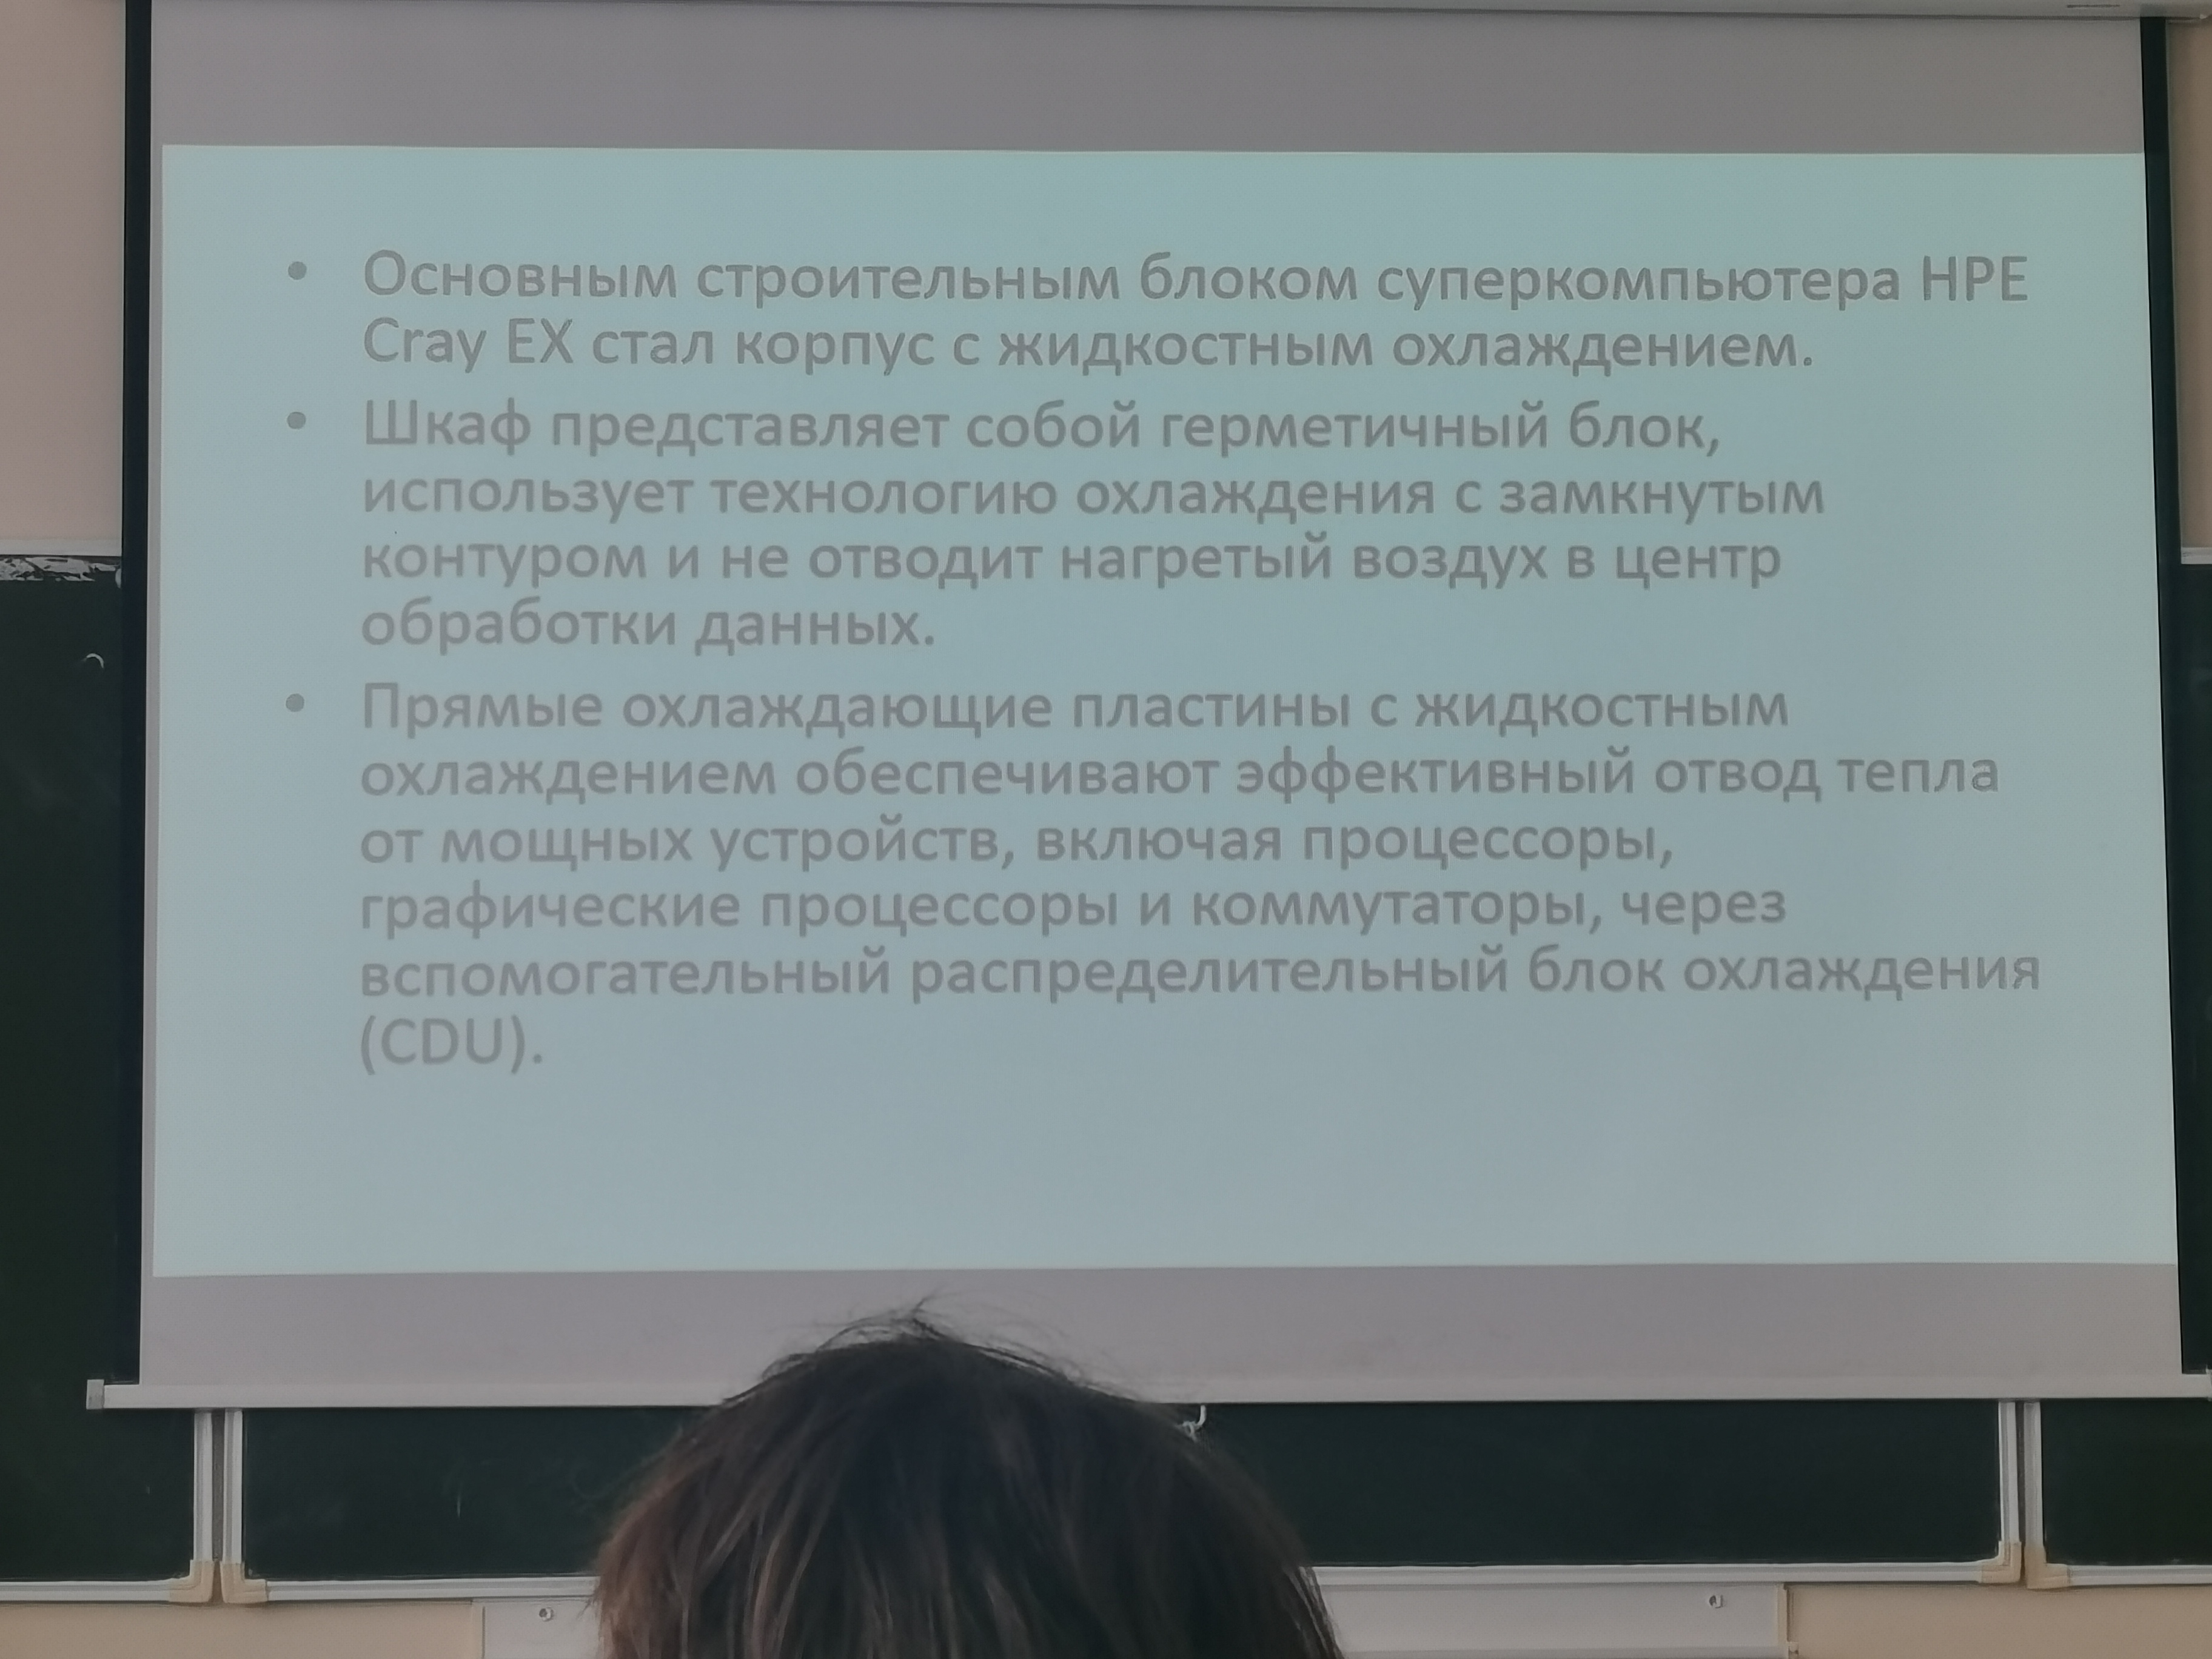 • Основным строительным блоком суперкомпьютера HPE
Cray EX стал корпус с жидкостным охлаждением.
• Шкаф представляет собой герметичный блок,
использует технологию охлаждения с замкнутым
контуром и не отводит нагретый воздух в центр
обработки данных.
• Прямые охлаждающие пластины с жидкостным
охлаждением обеспечивают эффективный отвод тепла
от мощных устройств, включая процессоры,
графические процессоры и коммутаторы, через
вспомогательный распределительный блок охлаждения
(CDU).